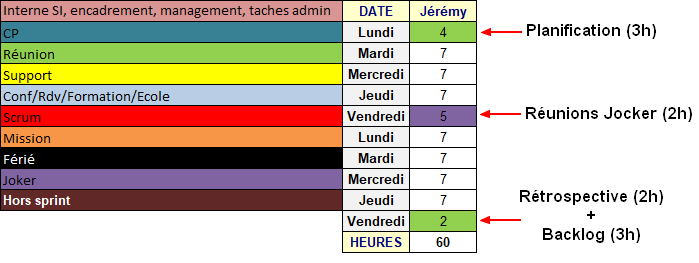 Interne SI, encadrement, management, taches admin DATE Jérémy
CP Lundi 4 Planification (3h)
Réunion Mardi 7
Support Mercredi 7
Conf/Rdv/Formation/Ecole Jeudi 7
Scrum Vendredi 5 Réunions Jocker (2h)
Mission Lundi 7
Férié Mardi 7
Joker Mercredi 7
Hors sprint Jeudi 7
Vendredi 2
HEURES 60
Rétrospective (2h)
+
Backlog (3h)